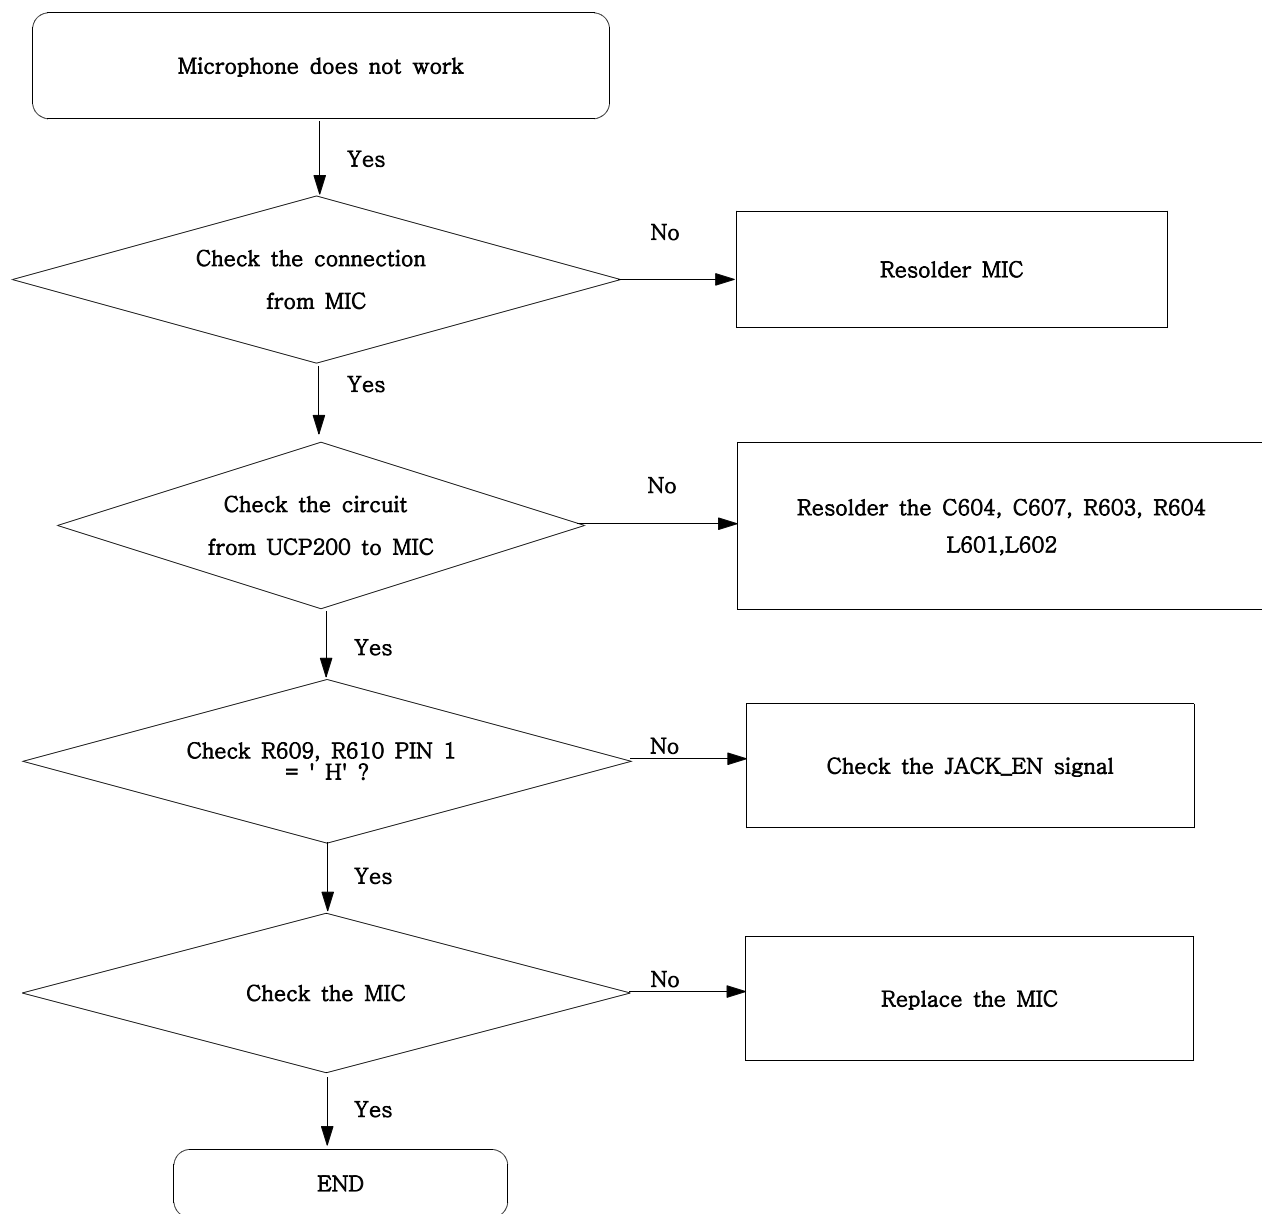 Microphone does not work
Yes
Check the connection
from MIC
No
Resolder MIC
Yes
Check the circuit
from UCP200 to MIC
No
Resolder the C604, C607, R603, R604
L601,L602
Yes
Check R609, R610 PIN 1
= ' H' ?
No
Check the JACK_EN signal
Yes
Check the MIC
No
Replace the MIC
Yes
END